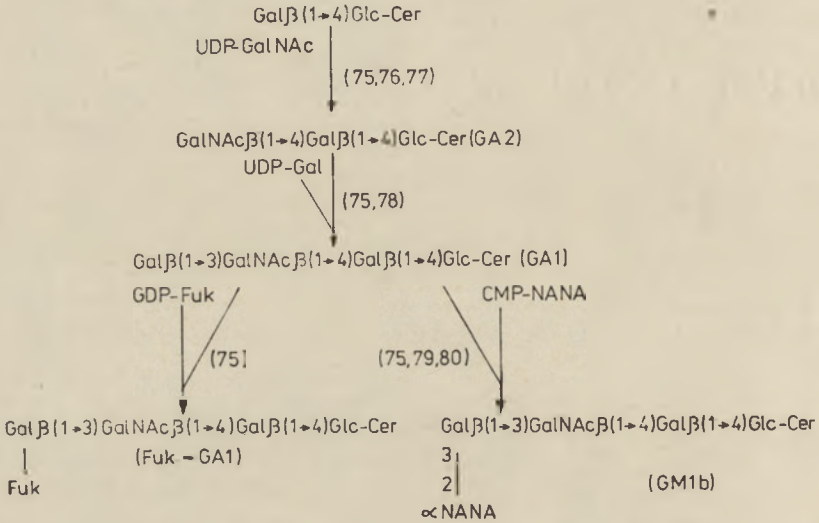 Galβ(1→4)Glc-Cer
UDP-GalNAc
(75,76,77)
GalNAcβ(1→4)Galβ(1→4)Glc-Cer(GA2)
UDP-Gal
(75,78)
Galβ(1→3)GalNAcβ(1→4)Galβ(1→4)Glc-Cer (GA1)
GDP-Fuk
CMP-NANA
(75]
(75,79,80)
Galβ(1→3)GalNAcβ(1→4)Galβ(1→4)Glc-Cer
(Fuk-GA1)
Fuk
Galβ(1→3)GalNAcβ(1→4)Galβ(1→4)Glc-Cer
3
2
(GM1b)
αNANA